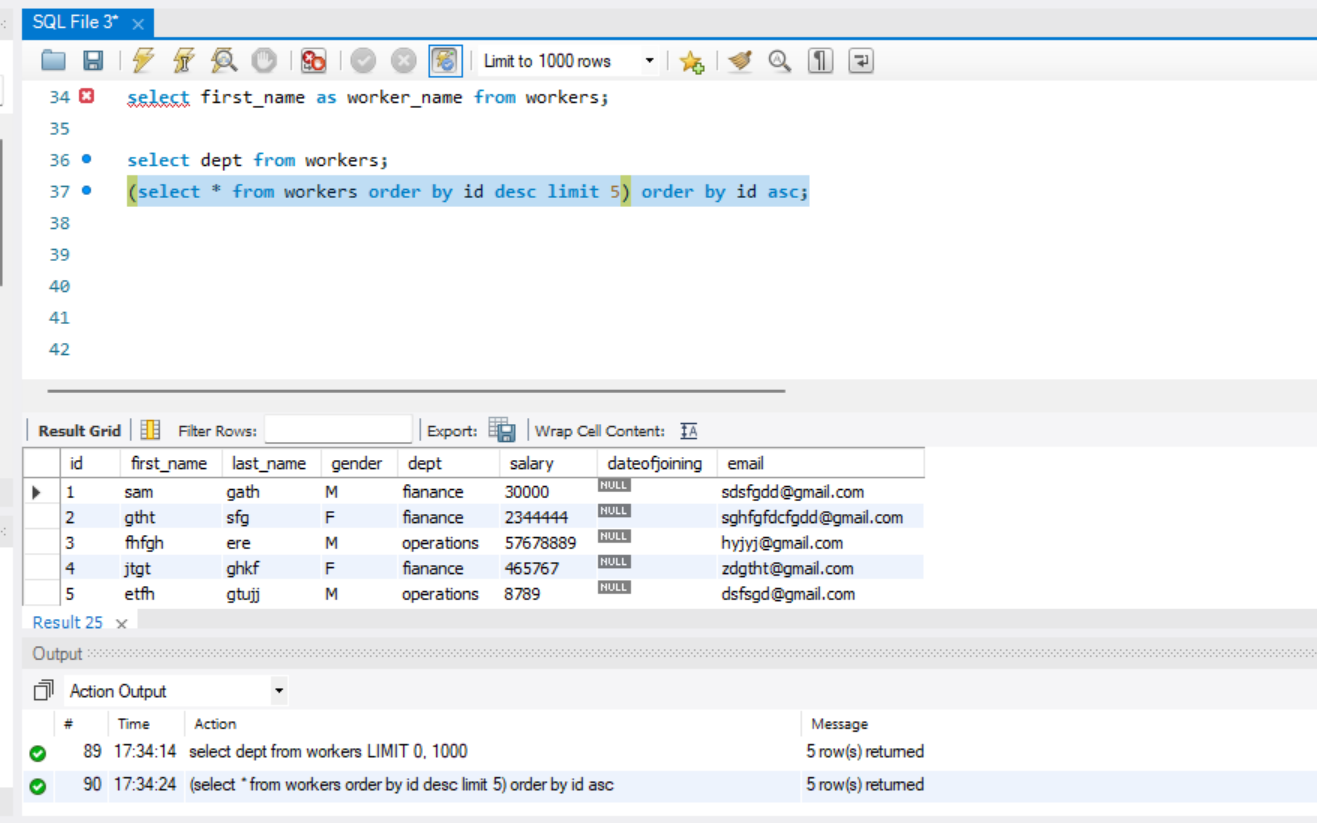 SQL File 3*
Limit to 1000 rows
34 select first_name as worker_name from workers;
35
36 select dept from workers;
37 (select * from workers order by id desc limit 5) order by id asc;
38
39
40
41
42
Result Grid Filter Rows: Export: Wrap Cell Content:
id first_name last_name gender dept salary dateofjoining email
1 sam gath M fianance 30000 NULL sdsfgdd@gmail.com
2 gtht sfg F fianance 2344444 NULL sghfgfdcfgdd@gmail.com
3 fhfgh ere M operations 57678889 NULL hyjyj@gmail.com
4 jtgt ghkf F fianance 465767 NULL zdgtht@gmail.com
5 etfh gtujj M operations 8789 NULL dsfsgd@gmail.com
Result 25
Output
Action Output
# Time Action Message
89 17:34:14 select dept from workers LIMIT 0, 1000 5 row(s) returned
90 17:34:24 (select * from workers order by id desc limit 5) order by id asc 5 row(s) returned